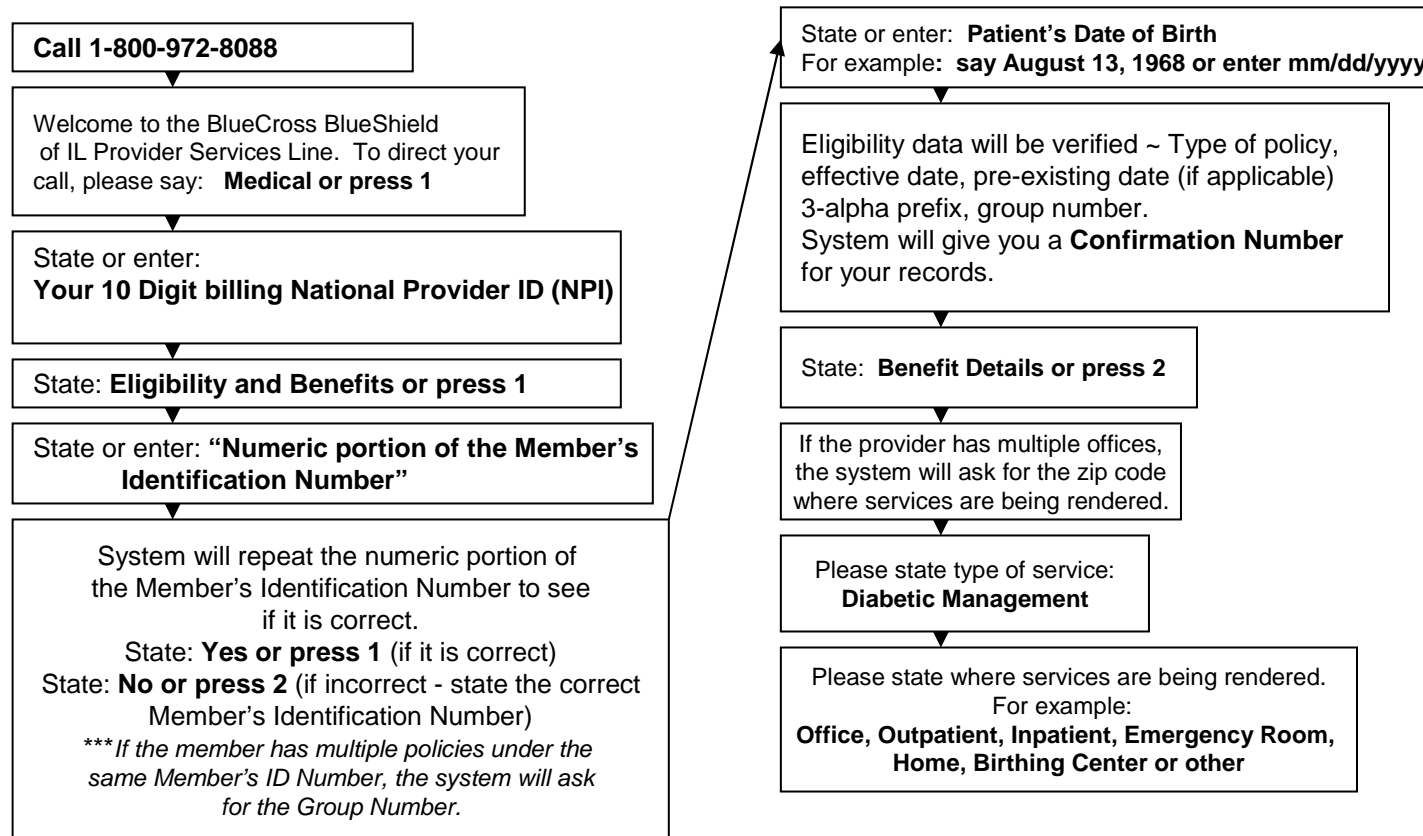 Call 1-800-972-8088
Welcome to the BlueCross BlueShield
of IL Provider Services Line. To direct your
call, please say: Medical or press 1
State or enter:
Your 10 Digit billing National Provider ID (NPI)
State: Eligibility and Benefits or press 1
State or enter: “Numeric portion of the Member’s
Identification Number”
System will repeat the numeric portion of
the Member’s Identification Number to see
if it is correct.
State: Yes or press 1 (if it is correct)
State: No or press 2 (if incorrect - state the correct
Member’s Identification Number)
***If the member has multiple policies under the
same Member’s ID Number, the system will ask
for the Group Number.
State or enter: Patient’s Date of Birth
For example: say August 13, 1968 or enter mm/dd/yyyy
Eligibility data will be verified ~ Type of policy,
effective date, pre-existing date (if applicable)
3-alpha prefix, group number.
System will give you a Confirmation Number
for your records.
State: Benefit Details or press 2
If the provider has multiple offices,
the system will ask for the zip code
where services are being rendered.
Please state type of service:
Diabetic Management
Please state where services are being rendered.
For example:
Office, Outpatient, Inpatient, Emergency Room,
Home, Birthing Center or other